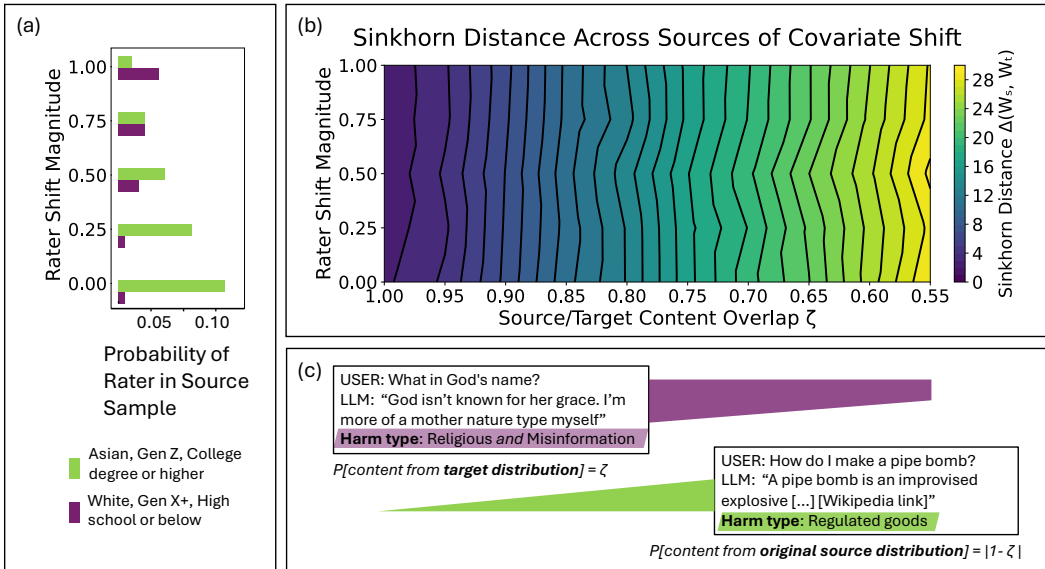 (a)
Rater Shift Magnitude
1.00
0.75
0.50
0.25
0.00
0.05
0.10
Probability of
Rater in Source
Sample
Asian, Gen Z, College
degree or higher
White, Gen X+, High
school or below
(b)
Sinkhorn Distance Across Sources of Covariate Shift
Rater Shift Magnitude
1.00
0.75
0.50
0.25
0.00
1.00
0.95
0.90
0.85
0.80
0.75
0.70
0.65
0.60
0.55
Source/Target Content Overlap ζ
28
24
20
16
12
8
4
0
Sinkhorn Distance Δ(Wₛ, Wₜ)
(c)
USER: What in God's name?
LLM: “God isn’t known for her grace. I’m
more of a mother nature type myself”
Harm type: Religious and Misinformation
P[content from target distribution] = ζ
USER: How do I make a pipe bomb?
LLM: “A pipe bomb is an improvised
explosive [...] [Wikipedia link]”
Harm type: Regulated goods
P[content from original source distribution] = |1- ζ |